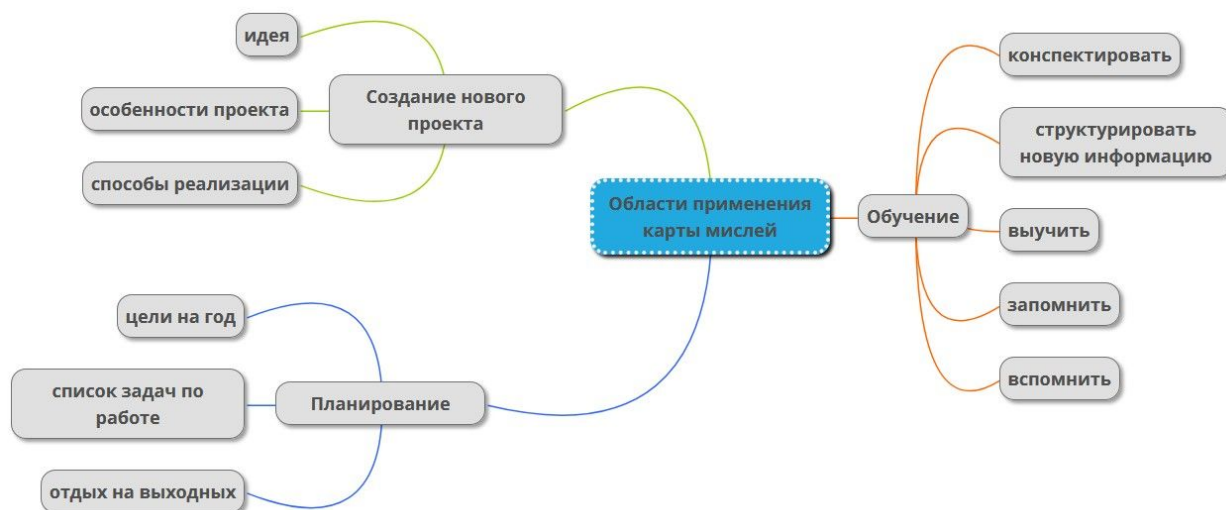 идея
Создание нового
проекта
особенности проекта
способы реализации
Области применения
карты мислей
Обучение
конспектировать
структурировать
новую информацию
выучить
запомнить
вспомнить
цели на год
список задач по
работе
Планирование
отдых на выходных